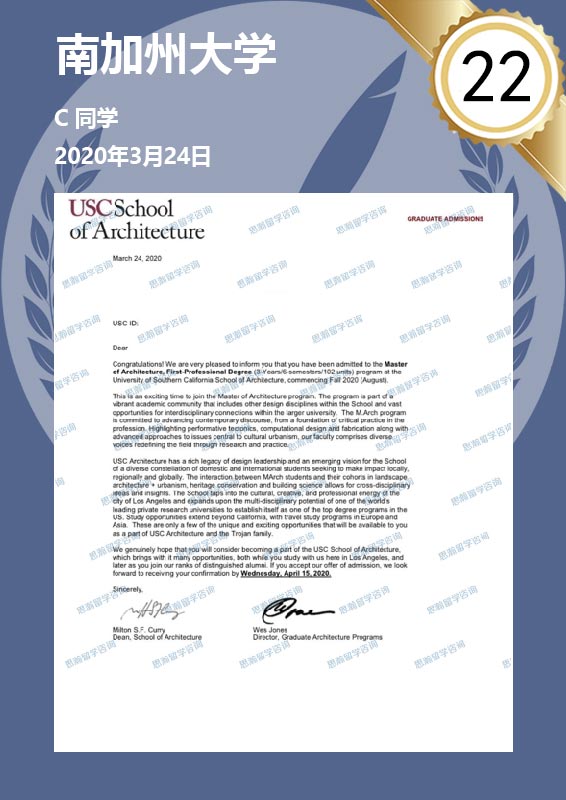 南加州大学
22
C 同学
2020年3月24日
USC School
of Architecture
GRADUATE ADMISSIONS
March 24, 2020
USC ID:
Dear
Congratulations! We are very pleased to inform you that you have been admitted to the Master
of Architecture, First-Professional Degree (3-Years/6 semesters/102 units) program at the
University of Southern California School of Architecture, commencing Fall 2020 (August).
This is an exciting time to join the Master of Architecture program. The program is part of a
vibrant academic community that includes other design disciplines within the School and vast
opportunities for interdisciplinary connections within the larger university. The M.Arch program
is committed to advancing contemporary discourse, from a foundation of critical practice in the
profession. Highlighting performative tectonics, computational design and fabrication along with
advanced approaches to issues central to cultural urbanism, our faculty comprises diverse
voices redefining the field through research and practice.
USC Architecture has a rich legacy of design leadership and an emerging vision for the School
of a diverse constellation of domestic and international students seeking to make impact locally,
regionally and globally. The interaction between MArch students and their cohorts in landscape
architecture + urbanism, heritage conservation and building science allows for cross-disciplinary
ideas and insights. The School taps into the cultural, creative, and professional energy of the
city of Los Angeles and expands upon the multi-disciplinary potential of one of the worlds
leading private research universities to establish itself as one of the top degree programs in the
US. Study opportunities extend beyond California, with travel study programs in Europe and
Asia. These are only a few of the unique and exciting opportunities that will be available to you
as a part of USC Architecture and the Trojan family.
We genuinely hope that you will consider becoming a part of the USC School of Architecture,
which brings with it many opportunities, both while you study with us here in Los Angeles, and
later as you join our ranks of distinguished alumni. If you accept our offer of admission, we look
forward to receiving your confirmation by Wednesday, April 15, 2020.
Sincerely,
Milton S.F. Curry
Dean, School of Architecture
Wes Jones
Director, Graduate Architecture Programs
思瀚留学咨询